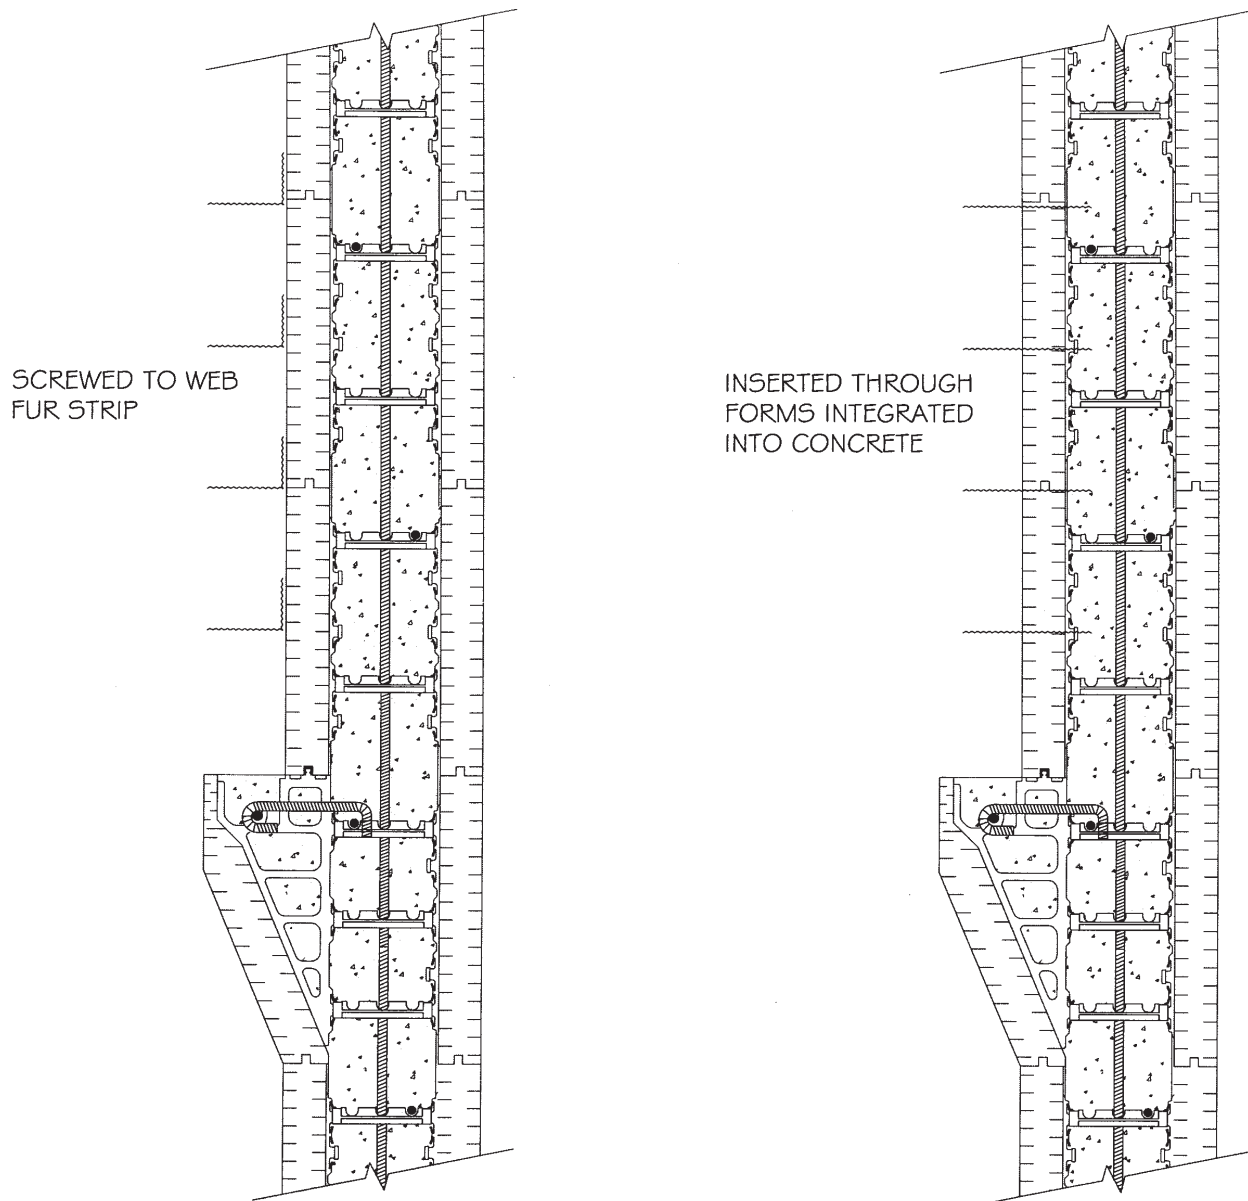 SCREWED TO WEB
FUR STRIP
INSERTED THROUGH
FORMS INTEGRATED
INTO CONCRETE